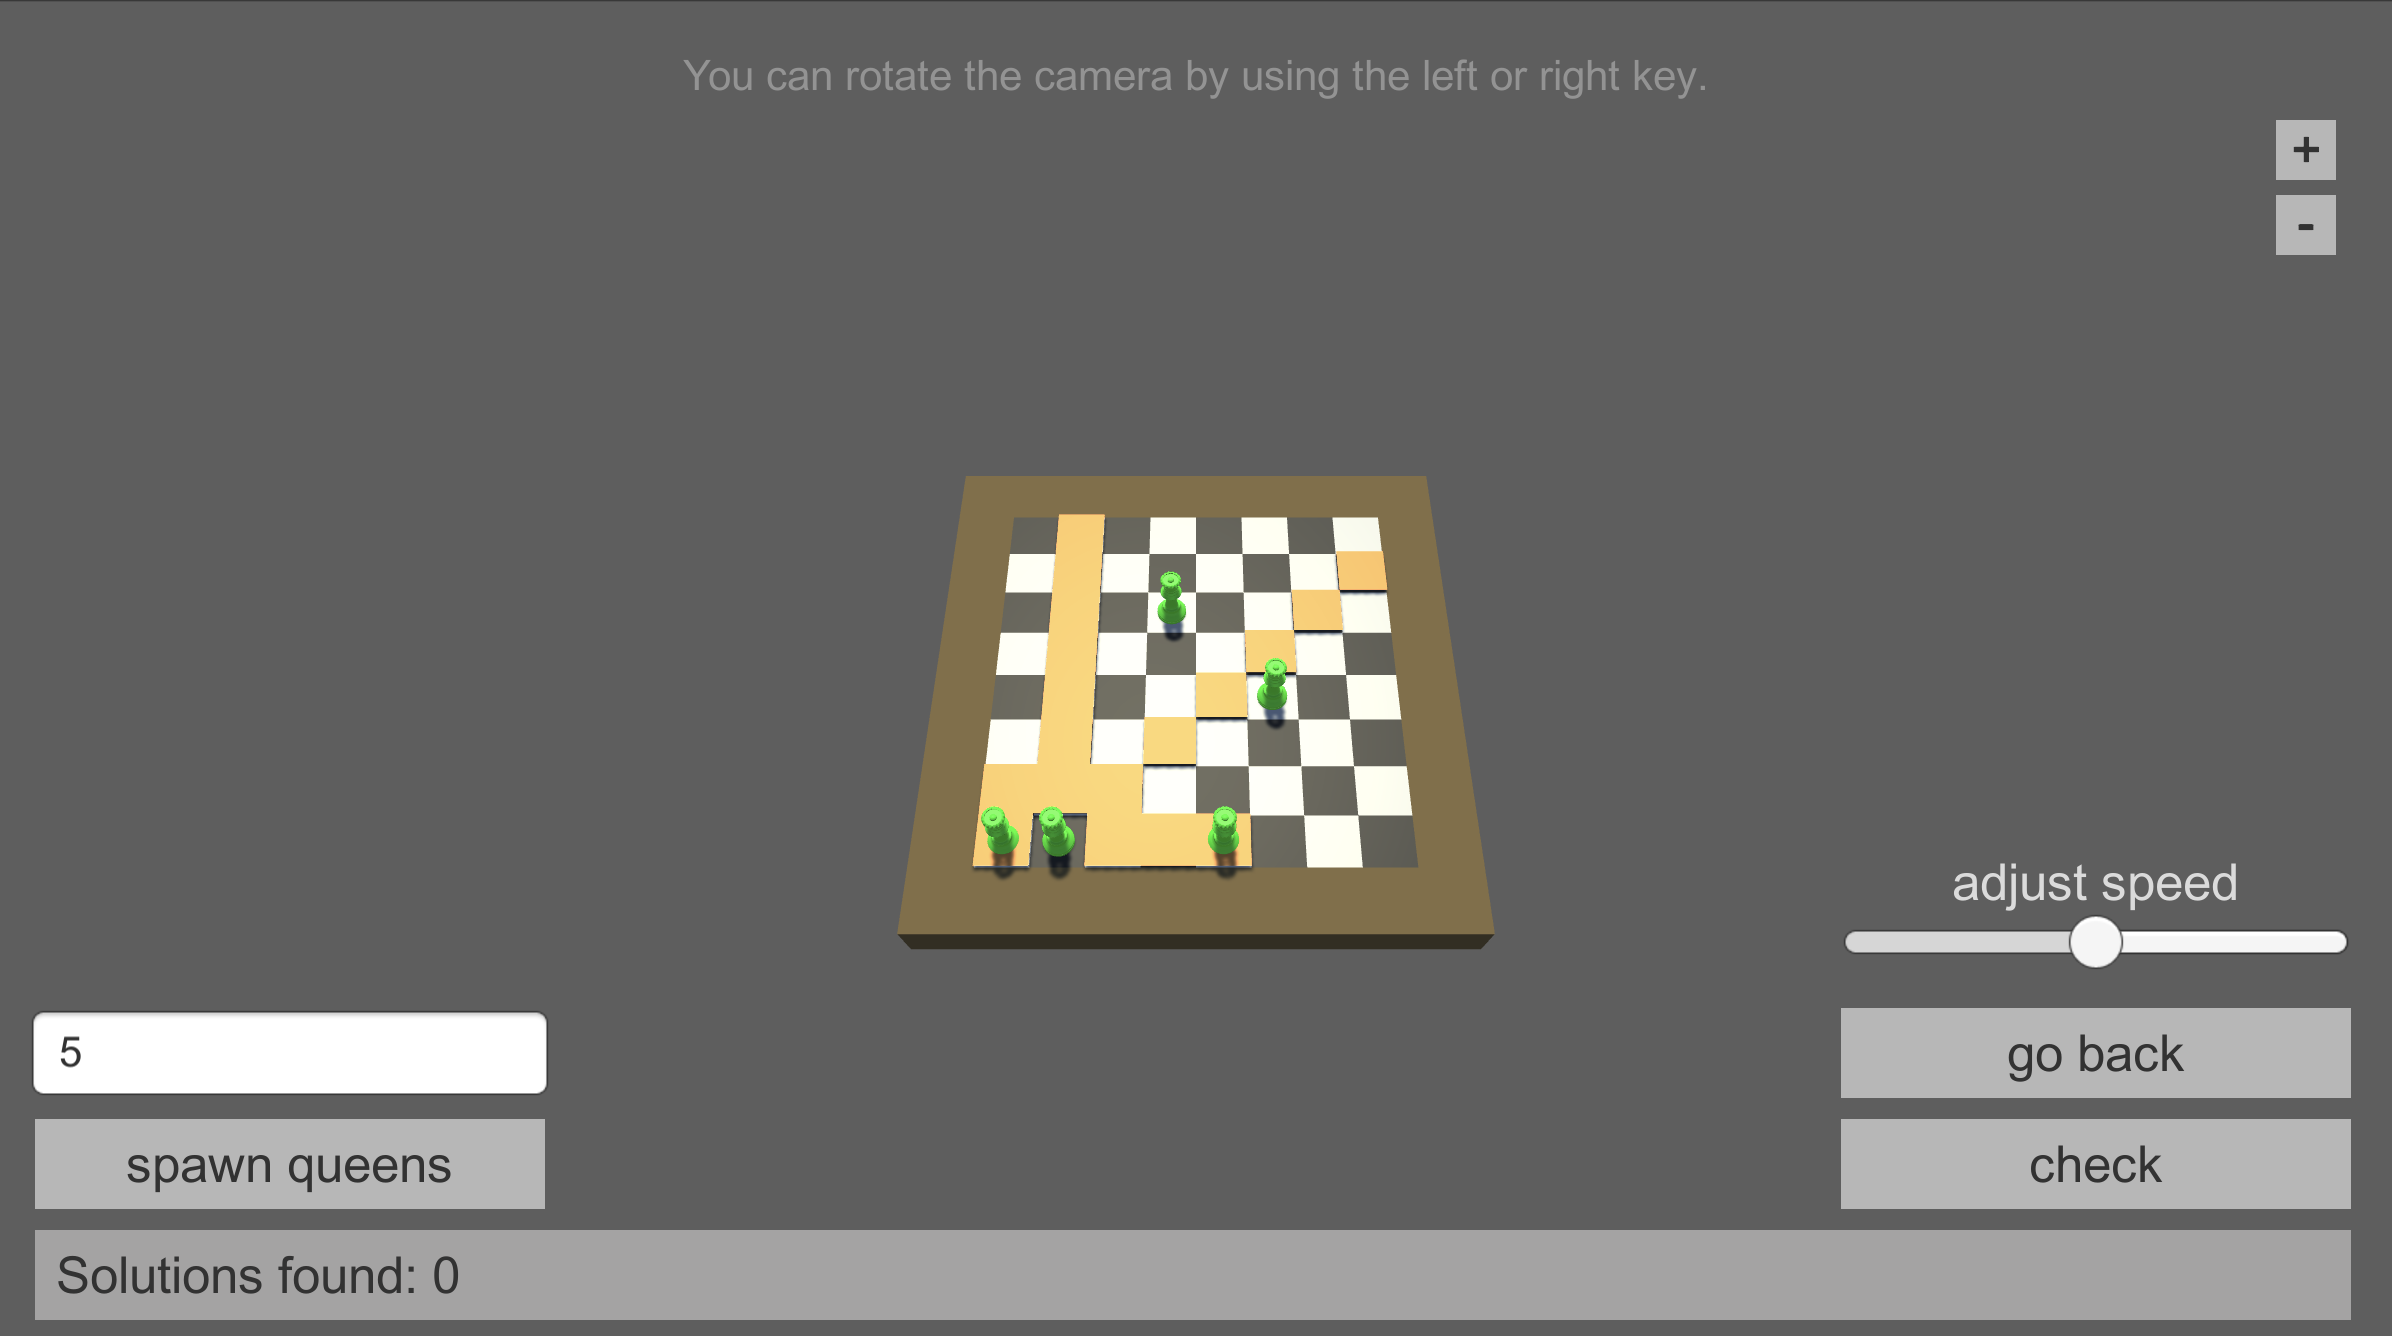 You can rotate the camera by using the left or right key.
+
-
adjust speed
5
go back
spawn queens
check
Solutions found: 0